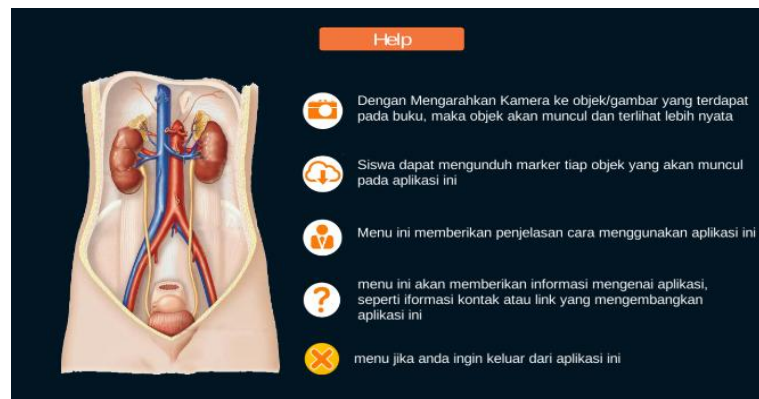 Help
Dengan Mengarahkan Kamera ke objek/gambar yang terdapat
pada buku, maka objek akan muncul dan terlihat lebih nyata
Siswa dapat mengunduh marker tiap objek yang akan muncul
pada aplikasi ini
Menu ini memberikan penjelasan cara menggunakan aplikasi ini
menu ini akan memberikan informasi mengenai aplikasi,
seperti iformasi kontak atau link yang mengembangkan
aplikasi ini
menu jika anda ingin keluar dari aplikasi ini